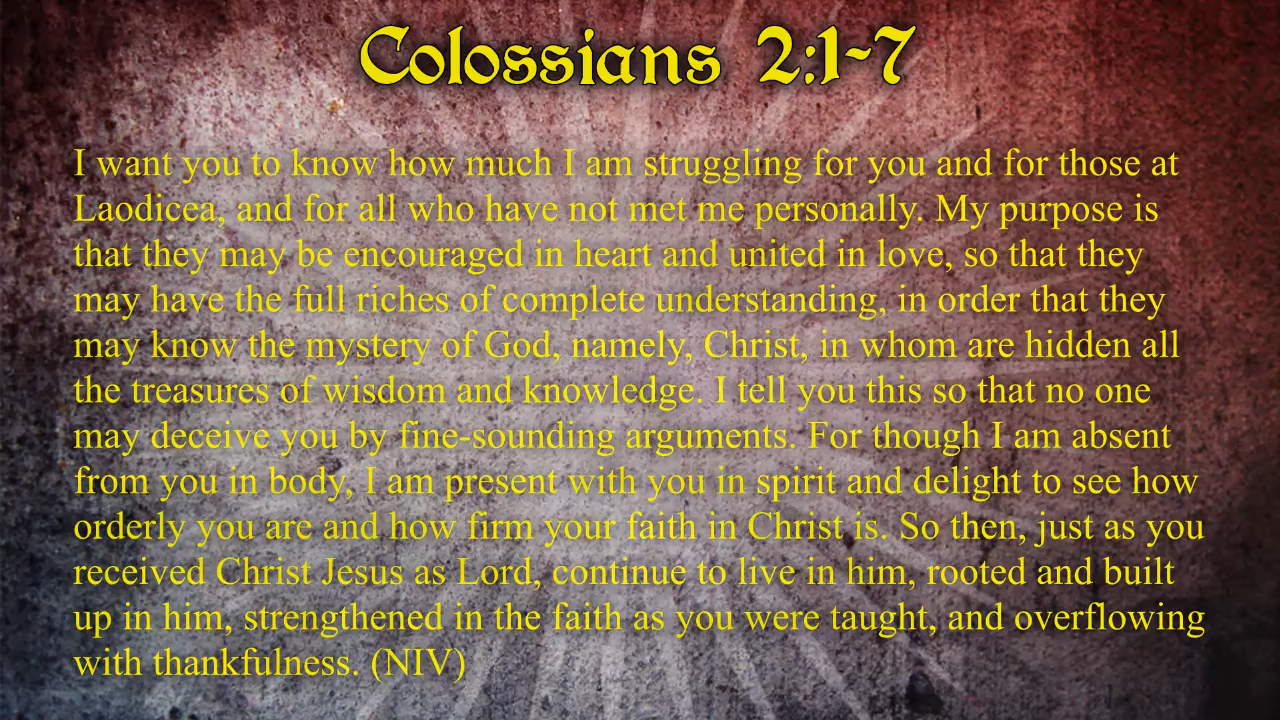 Colossians 2:1-7
I want you to know how much I am struggling for you and for those at
Laodicea, and for all who have not met me personally. My purpose is
that they may be encouraged in heart and united in love, so that they
may have the full riches of complete understanding, in order that they
may know the mystery of God, namely, Christ, in whom are hidden all
the treasures of wisdom and knowledge. I tell you this so that no one
may deceive you by fine-sounding arguments. For though I am absent
from you in body, I am present with you in spirit and delight to see how
orderly you are and how firm your faith in Christ is. So then, just as you
received Christ Jesus as Lord, continue to live in him, rooted and built
up in him, strengthened in the faith as you were taught, and overflowing
with thankfulness. (NIV)